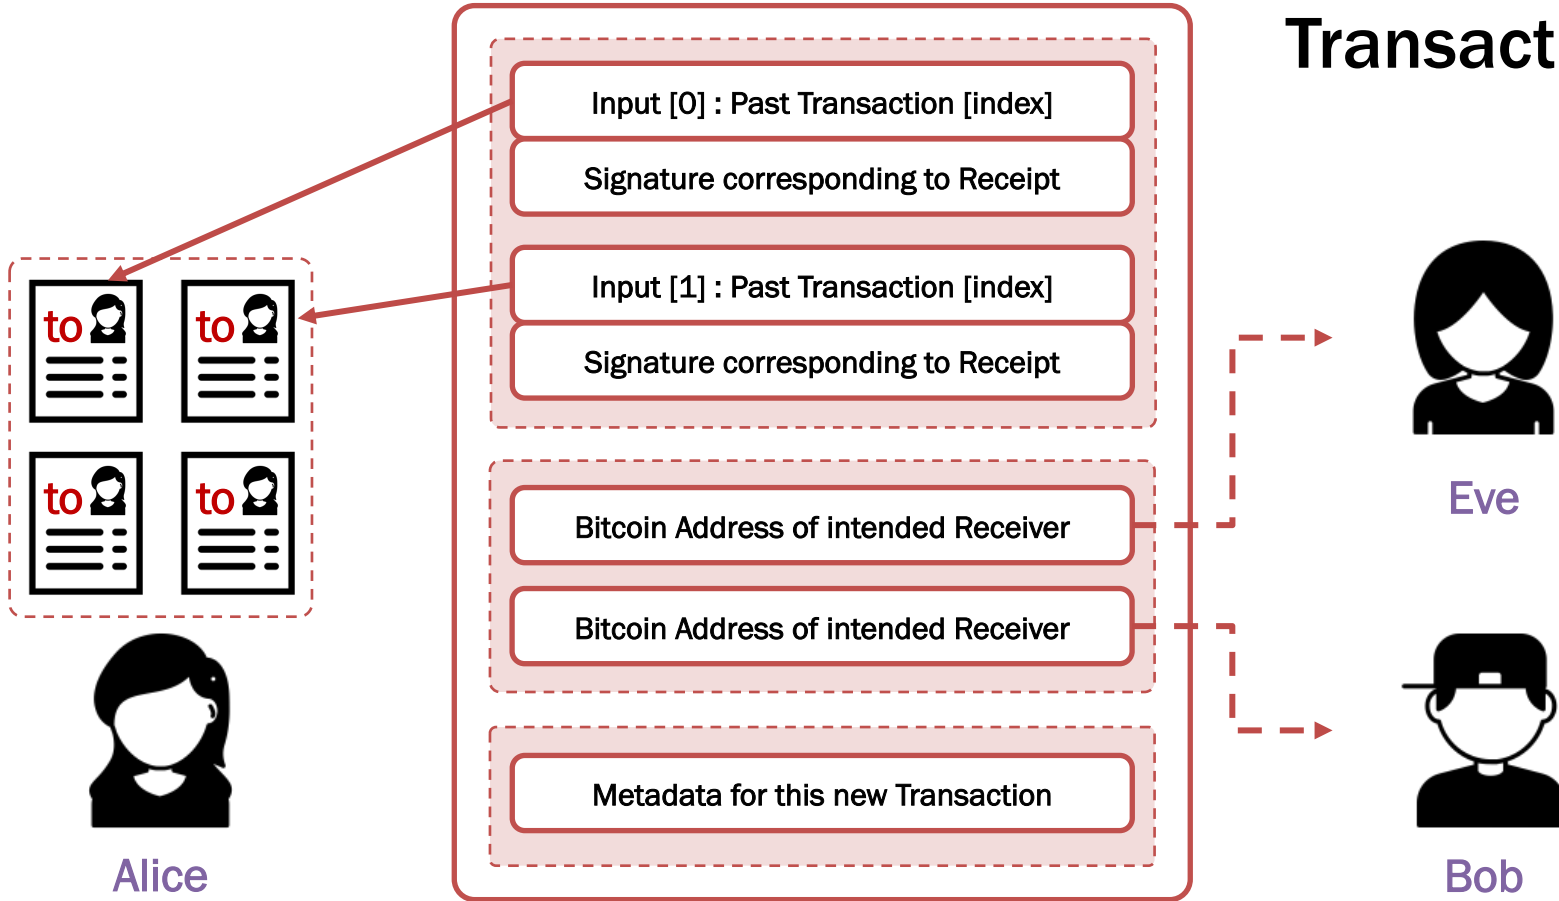 Transact
Input [0] : Past Transaction [index]
Signature corresponding to Receipt
Input [1] : Past Transaction [index]
Signature corresponding to Receipt
to
to
to
to
Bitcoin Address of intended Receiver
Bitcoin Address of intended Receiver
Metadata for this new Transaction
Eve
Alice
Bob